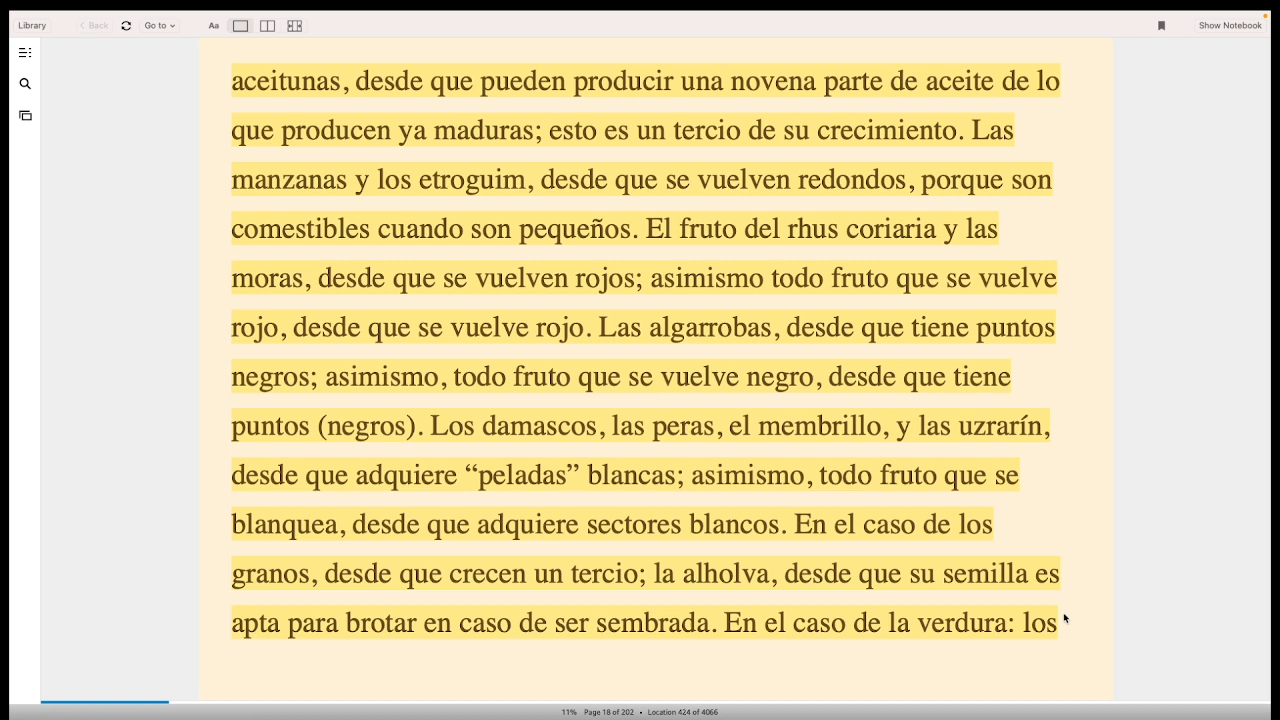 Library
Back
Go to
Aa
Show Notebook
aceitunas, desde que pueden producir una novena parte de aceite de lo
que producen ya maduras; esto es un tercio de su crecimiento. Las
manzanas y los etroguim, desde que se vuelven redondos, porque son
comestibles cuando son pequeños. El fruto del rhus coriaria y las
moras, desde que se vuelven rojos; asimismo todo fruto que se vuelve
rojo, desde que se vuelve rojo. Las algarrobas, desde que tiene puntos
negros; asimismo, todo fruto que se vuelve negro, desde que tiene
puntos (negros). Los damascos, las peras, el membrillo, y las uzrarín,
desde que adquiere “peladas” blancas; asimismo, todo fruto que se
blanquea, desde que adquiere sectores blancos. En el caso de los
granos, desde que crecen un tercio; la alholva, desde que su semilla es
apta para brotar en caso de ser sembrada. En el caso de la verdura: los
11% Page 18 of 202 • Location 424 of 4066